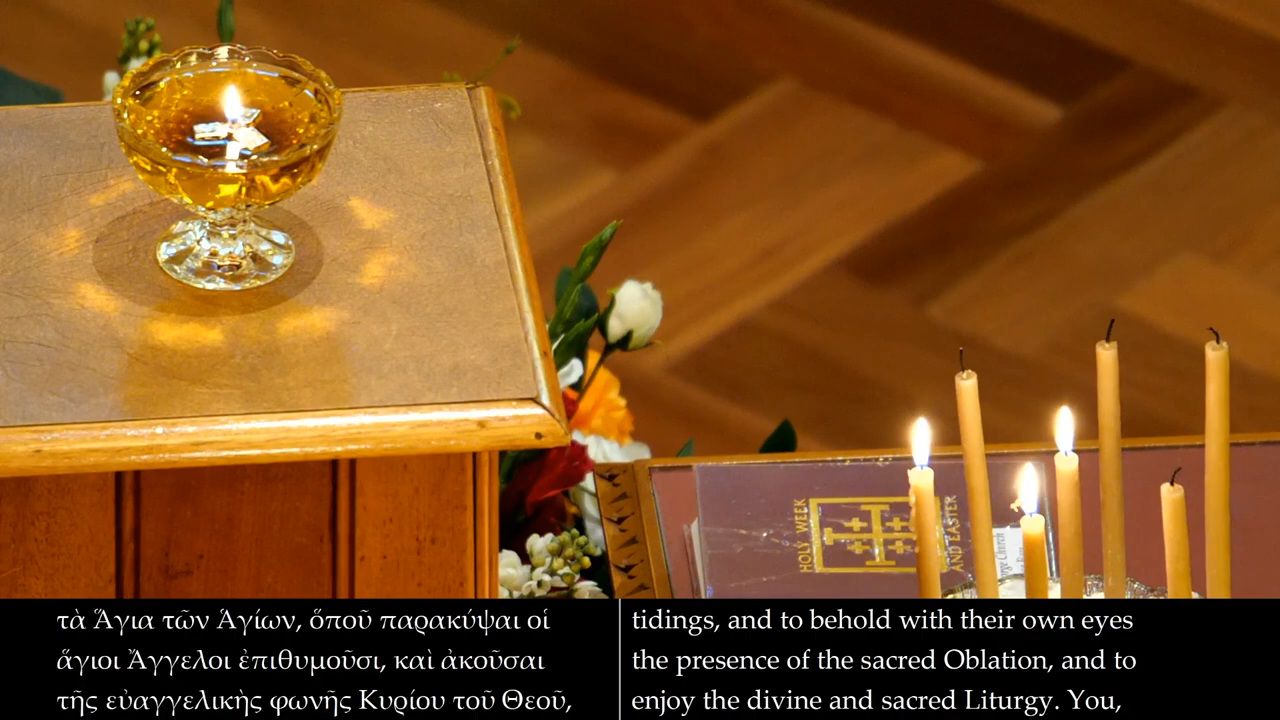 HOLY WEEK
AND EASTER
τὰ Ἅγια τῶν Ἁγίων, ὅπου παρακύψαι οἱ
ἅγιοι Ἄγγελοι ἐπιθυμοῦσι, καὶ ἀκοῦσαι
τῆς εὐαγγελικὴς φωνῆς Κυρίου τοῦ Θεοῦ,
tidings, and to behold with their own eyes
the presence of the sacred Oblation, and to
enjoy the divine and sacred Liturgy. You,